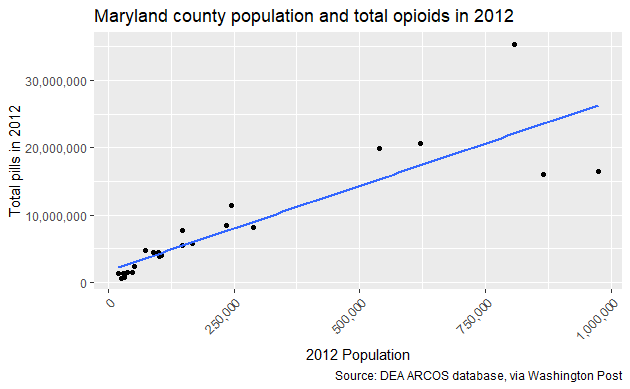 Maryland county population and total opioids in 2012
Total pills in 2012
30,000,000
20,000,000
10,000,000
0
0
250,000
500,000
750,000
1,000,000
2012 Population
Source: DEA ARCOS database, via Washington Post